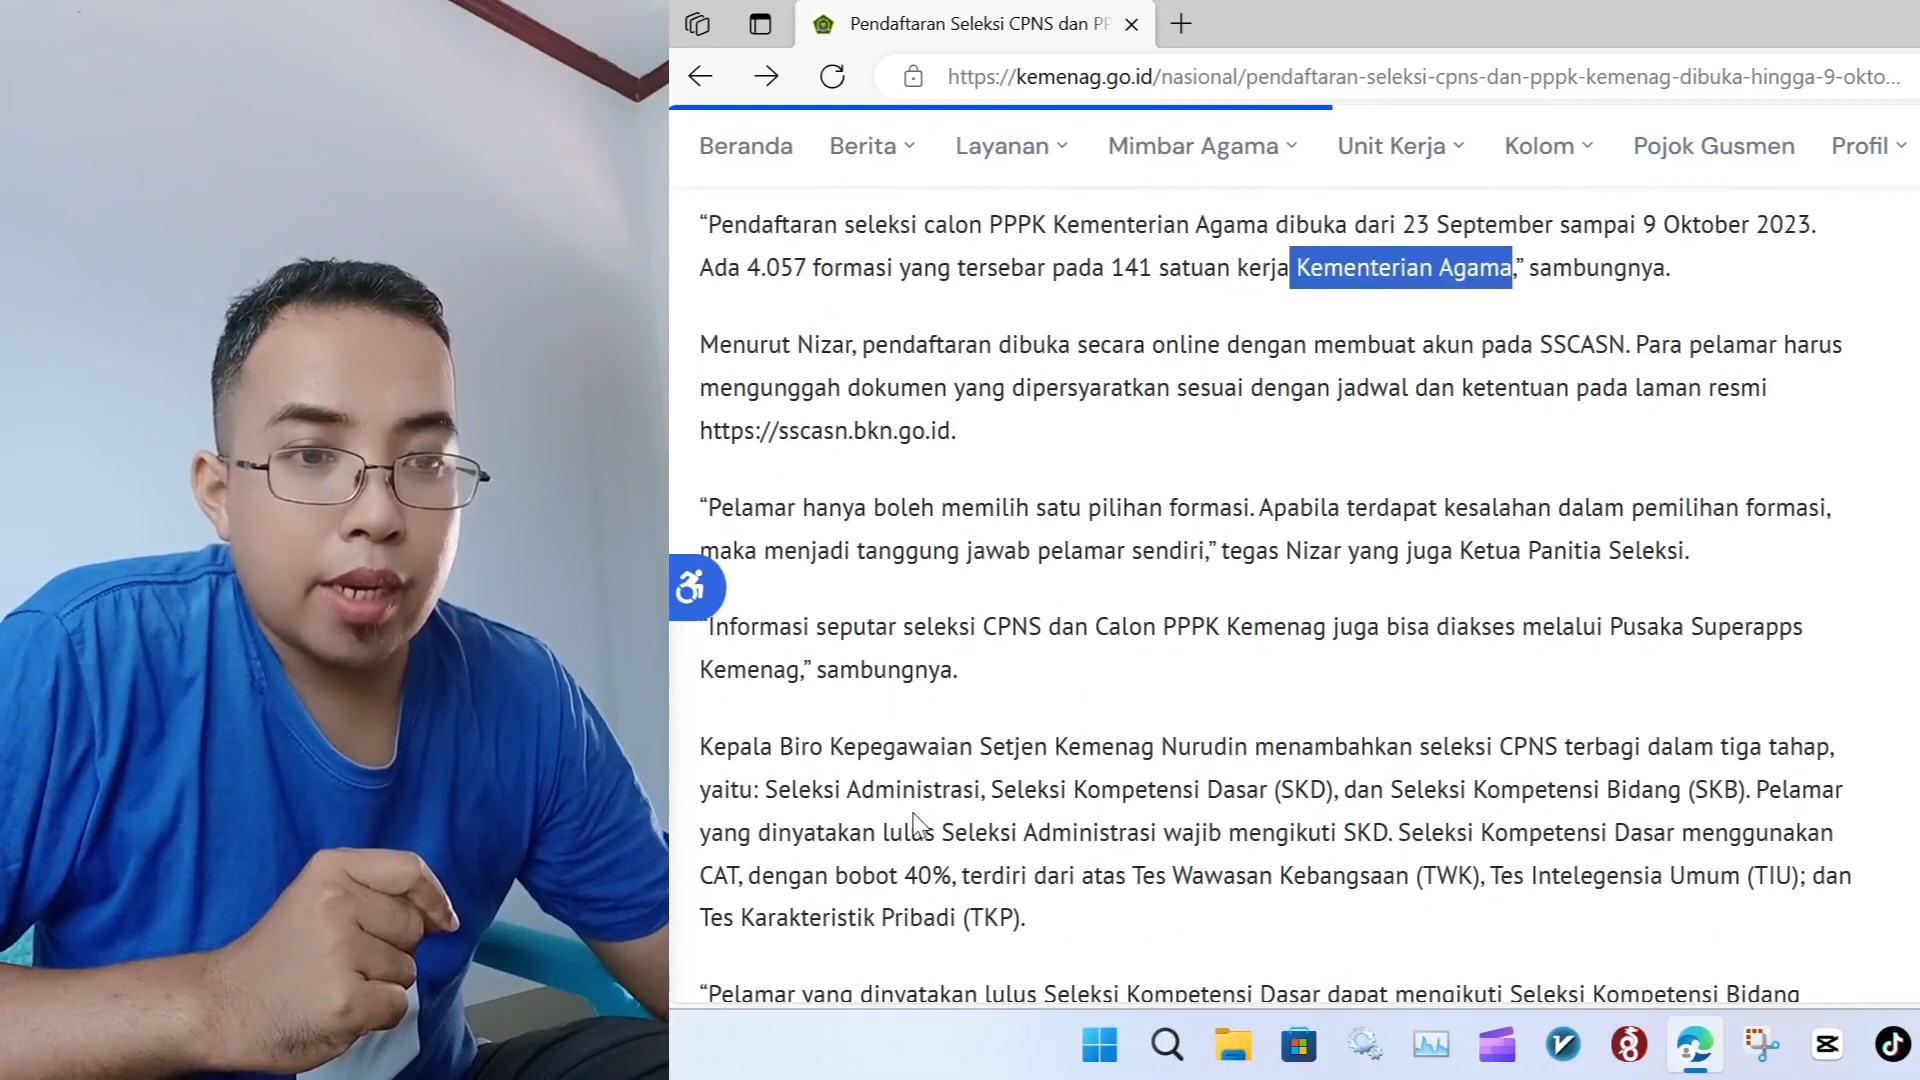 Pendaftaran Seleksi CPNS dan PP
https://kemenag.go.id/nasional/pendaftaran-seleksi-cpns-dan-pppk-kemenag-dibuka-hingga-9-okto...
Beranda Berita Layanan Mimbar Agama Unit Kerja Kolom Pojok Gusmen Profil
“Pendaftaran seleksi calon PPPK Kementerian Agama dibuka dari 23 September sampai 9 Oktober 2023.
Ada 4.057 formasi yang tersebar pada 141 satuan kerja Kementerian Agama,” sambungnya.
Menurut Nizar, pendaftaran dibuka secara online dengan membuat akun pada SSCASN. Para pelamar harus
mengunggah dokumen yang dipersyaratkan sesuai dengan jadwal dan ketentuan pada laman resmi
https://sscasn.bkn.go.id.
“Pelamar hanya boleh memilih satu pilihan formasi. Apabila terdapat kesalahan dalam pemilihan formasi,
maka menjadi tanggung jawab pelamar sendiri,” tegas Nizar yang juga Ketua Panitia Seleksi.
“Informasi seputar seleksi CPNS dan Calon PPPK Kemenag juga bisa diakses melalui Pusaka Superapps
Kemenag,” sambungnya.
Kepala Biro Kepegawaian Setjen Kemenag Nurudin menambahkan seleksi CPNS terbagi dalam tiga tahap,
yaitu: Seleksi Administrasi, Seleksi Kompetensi Dasar (SKD), dan Seleksi Kompetensi Bidang (SKB). Pelamar
yang dinyatakan lulus Seleksi Administrasi wajib mengikuti SKD. Seleksi Kompetensi Dasar menggunakan
CAT, dengan bobot 40%, terdiri dari atas Tes Wawasan Kebangsaan (TWK), Tes Intelegensia Umum (TIU); dan
Tes Karakteristik Pribadi (TKP).
“Pelamar yang dinyatakan lulus Seleksi Kompetensi Dasar dapat mengikuti Seleksi Kompetensi Bidang